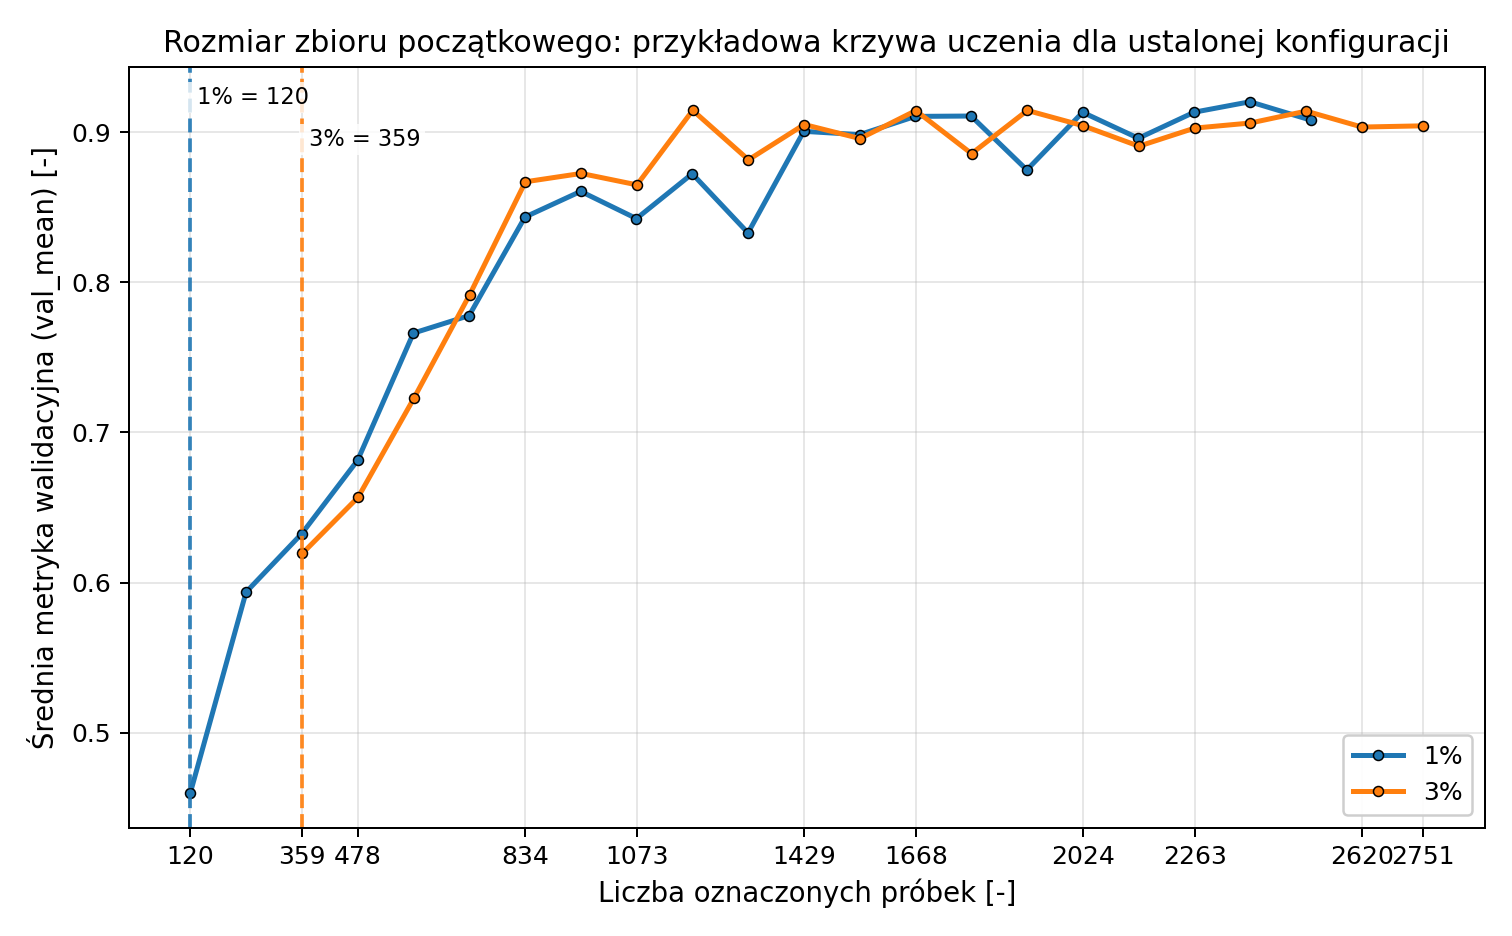 Rozmiar zbioru początkowego: przykładowa krzywa uczenia dla ustalonej konfiguracji
1% = 120
3% = 359
Średnia metryka walidacyjna (val_mean) [-]
0.9
0.8
0.7
0.6
0.5
1%
3%
120 359 478 834 1073 1429 1668 2024 2263 2620 2751
Liczba oznaczonych próbek [-]